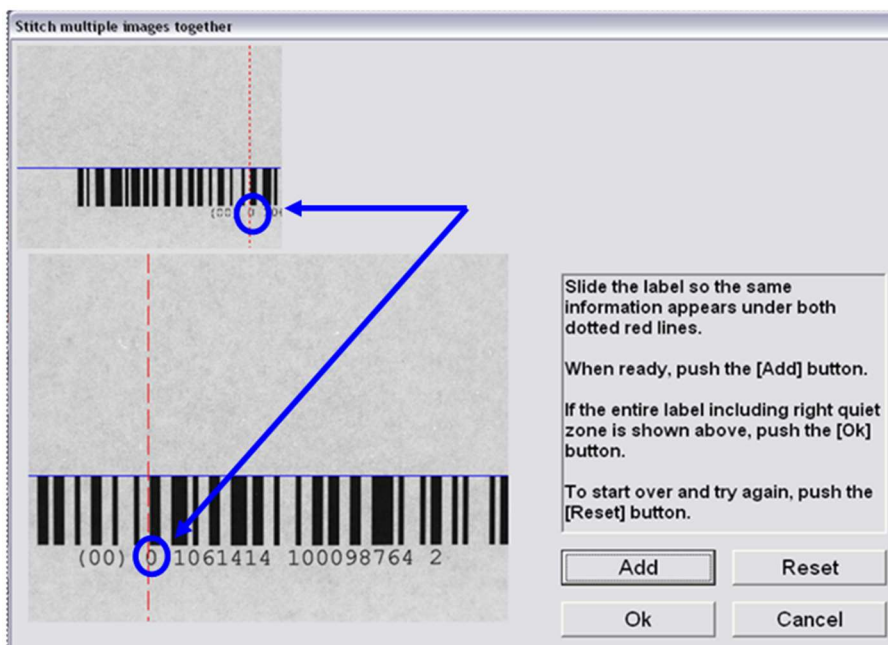 Stitch multiple images together
(00) 0
(00) 0 1061414 100098764 2
Slide the label so the same
information appears under both
dotted red lines.
When ready, push the [Add] button.
If the entire label including right quiet
zone is shown above, push the [Ok]
button.
To start over and try again, push the
[Reset] button.
Add
Reset
Ok
Cancel